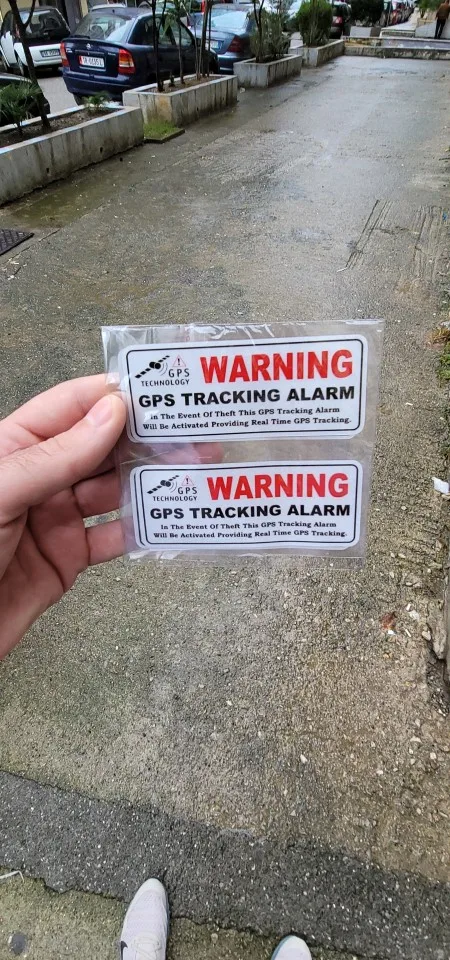 GPS
TECHNOLOGY
WARNING
GPS TRACKING ALARM
In The Event Of Theft This GPS Tracking Alarm
Will Be Activated Providing Real Time GPS Tracking.
GPS
TECHNOLOGY
WARNING
GPS TRACKING ALARM
In The Event Of Theft This GPS Tracking Alarm
Will Be Activated Providing Real Time GPS Tracking.